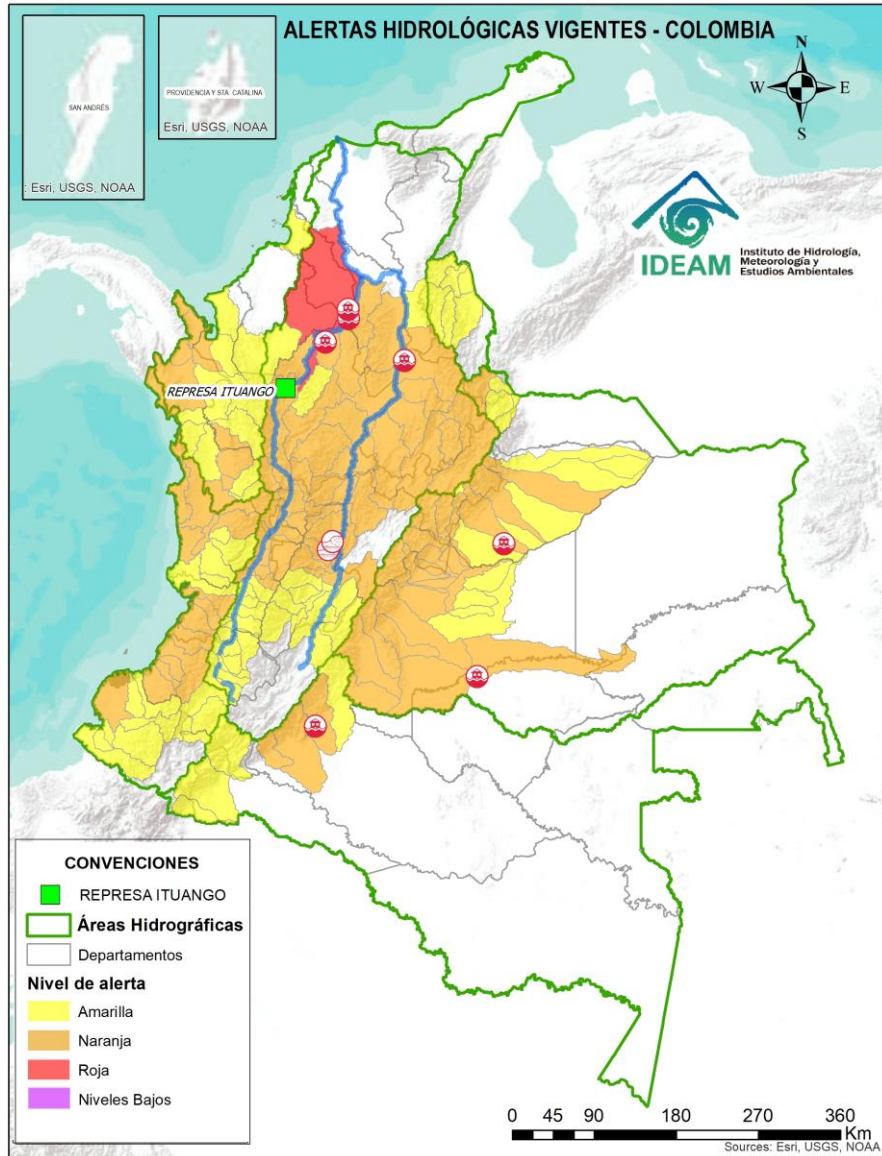 ALERTAS HIDROLÓGICAS VIGENTES - COLOMBIA
SAN ANDRÉS
: Esri, USGS, NOAA
PROVIDENCIA Y STA. CATALINA
Esri, USGS, NOAA
N
W
E
S
IDEAM
Instituto de Hidrología,
Meteorología y
Estudios Ambientales
REPRESA ITUANGO
CONVENCIONES
REPRESA ITUANGO
Áreas Hidrográficas
Departamentos
Nivel de alerta
Amarilla
Naranja
Roja
Niveles Bajos
0 45 90 180 270 360
Km
Sources: Esri, USGS, NOAA